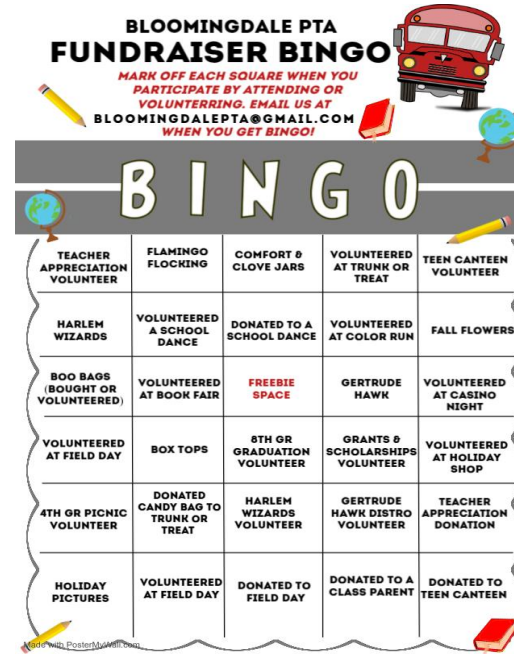 BLOOMINGDALE PTA
FUNDRAISER BINGO
MARK OFF EACH SQUARE WHEN YOU
PARTICIPATE BY ATTENDING OR
VOLUNTERRING. EMAIL US AT
BLOOMINGDALEPTA@GMAIL.COM
WHEN YOU GET BINGO!
BINGO
TEACHER
APPRECIATION
VOLUNTEER
FLAMINGO
FLOCKING
COMFORT &
CLOVE JARS
VOLUNTEERED
AT TRUNK OR
TREAT
TEEN CANTEEN
VOLUNTEER
HARLEM
WIZARDS
VOLUNTEERED
A SCHOOL
DANCE
DONATED TO A
SCHOOL DANCE
VOLUNTEERED
AT COLOR RUN
FALL FLOWERS
BOO BAGS
(BOUGHT OR
VOLUNTEERED)
VOLUNTEERED
AT BOOK FAIR
FREEBIE
SPACE
GERTRUDE
HAWK
VOLUNTEERED
AT CASINO
NIGHT
VOLUNTEERED
AT FIELD DAY
BOX TOPS
8TH GR
GRADUATION
VOLUNTEER
GRANTS &
SCHOLARSHIPS
VOLUNTEER
VOLUNTEERED
AT HOLIDAY
SHOP
4TH GR PICNIC
VOLUNTEER
DONATED
CANDY BAG TO
TRUNK OR
TREAT
HARLEM
WIZARDS
VOLUNTEER
GERTRUDE
HAWK DISTRO
VOLUNTEER
TEACHER
APPRECIATION
DONATION
HOLIDAY
PICTURES
VOLUNTEERED
AT FIELD DAY
DONATED TO
FIELD DAY
DONATED TO A
CLASS PARENT
DONATED TO
TEEN CANTEEN
Made with PosterMyWall.com